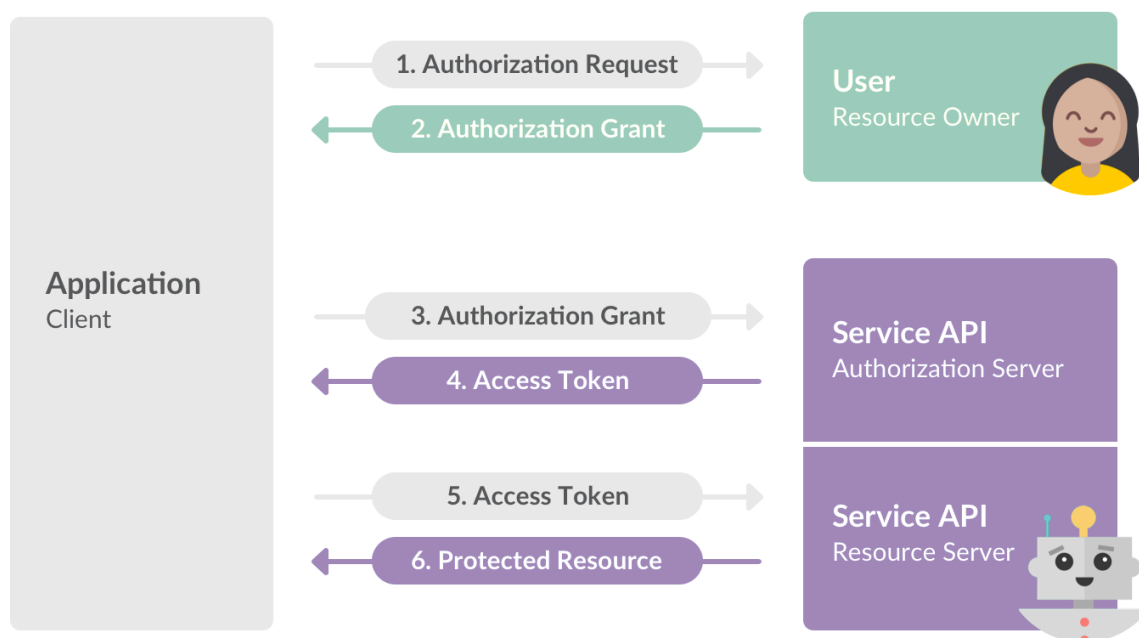 1. Authorization Request
2. Authorization Grant
User
Resource Owner
Application
Client
3. Authorization Grant
4. Access Token
Service API
Authorization Server
5. Access Token
6. Protected Resource
Service API
Resource Server